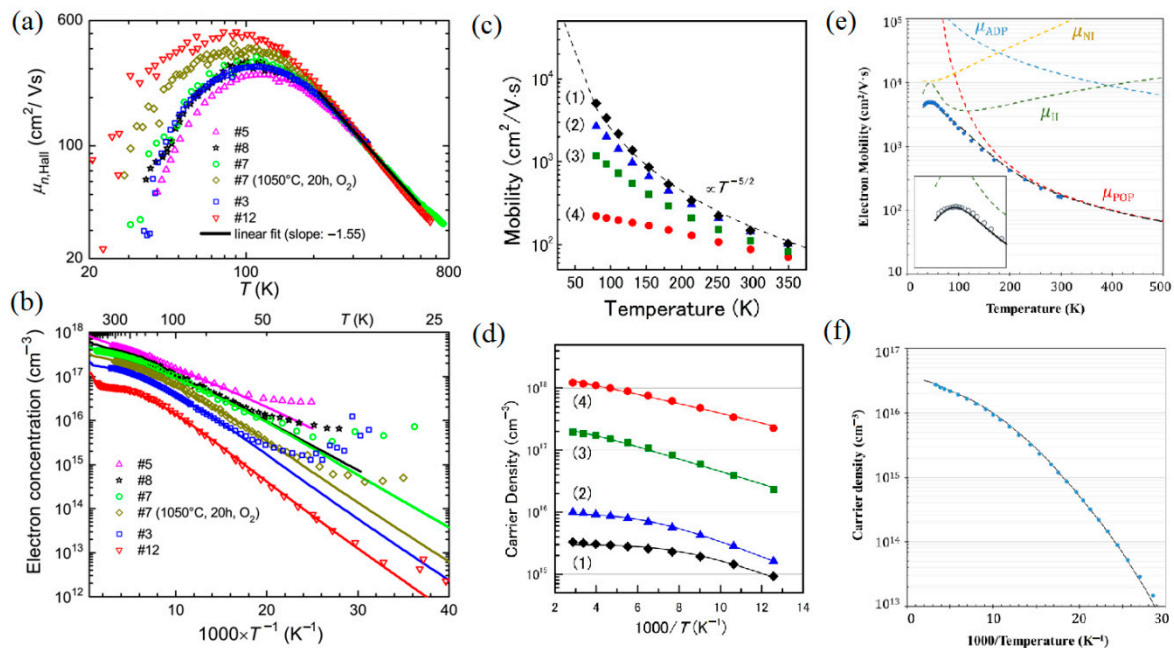 (a)
600
100
20
μn,Hall (cm²/ Vs)
#5
#8
#7
#7 (1050°C, 20h, O₂)
#3
#12
linear fit (slope: −1.55)
20 100 800
T (K)
(b)
300 100 50 T (K) 25
10¹⁸
10¹⁷
10¹⁶
10¹⁵
10¹⁴
10¹³
10¹²
Electron concentration (cm⁻³)
#5
#8
#7
#7 (1050°C, 20h, O₂)
#3
#12
10 20 30 40
1000×T⁻¹ (K⁻¹)
(c)
Mobility (cm²/V·s)
10⁴
10³
10²
(1)
(2)
(3)
(4)
∝T⁻⁵/²
50 100 150 200 250 300 350
Temperature (K)
(d)
Carrier Density (cm⁻³)
10¹⁸
10¹⁷
10¹⁶
10¹⁵
(4)
(3)
(2)
(1)
2 4 6 8 10 12 14
1000/T(K⁻¹)
(e)
Electron Mobility (cm²/V·s)
10⁵
10⁴
10³
10²
10
μADP
μNI
μII
μPOP
0 100 200 300 400 500
Temperature (K)
(f)
Carrier density (cm⁻³)
10¹⁷
10¹⁶
10¹⁵
10¹⁴
10¹³
0 10 20 30
1000/Temperature (K⁻¹)